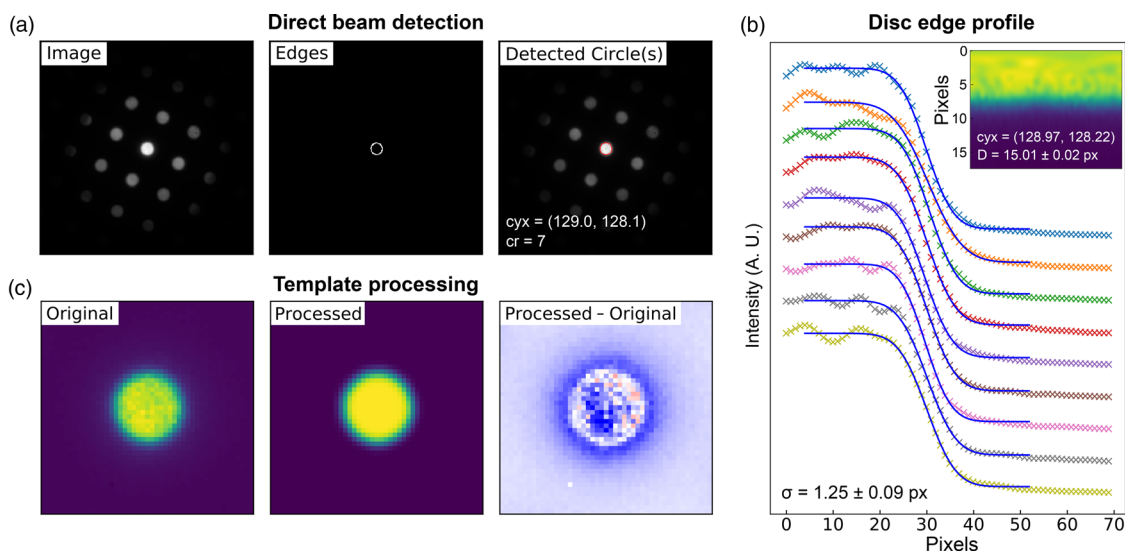 (a)
Direct beam detection
Image
Edges
Detected Circle(s)
cyx = (129.0, 128.1)
cr = 7
(c)
Template processing
Original
Processed
Processed - Original
(b)
Disc edge profile
Intensity (A. U.)
0
5
10
15
Pixels
cyx = (128.97, 128.22)
D = 15.01 ± 0.02 px
σ = 1.25 ± 0.09 px
0 10 20 30 40 50 60 70
Pixels